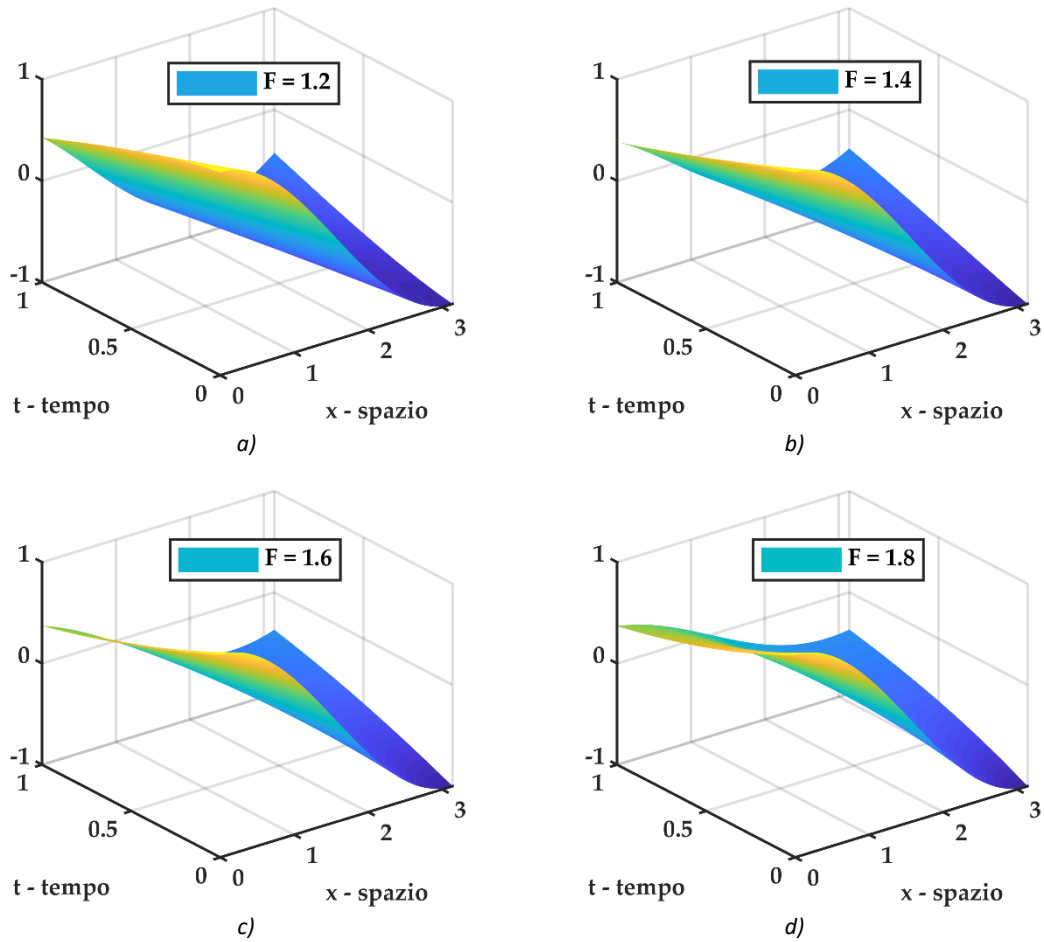 F = 1.2
1
0
-1
1
0.5
0
0
1
2
3
t - tempo
x - spazio
a)
F = 1.4
1
0
-1
1
0.5
0
0
1
2
3
t - tempo
x - spazio
b)
F = 1.6
1
0
-1
1
0.5
0
0
1
2
3
t - tempo
x - spazio
c)
F = 1.8
1
0
-1
1
0.5
0
0
1
2
3
t - tempo
x - spazio
d)